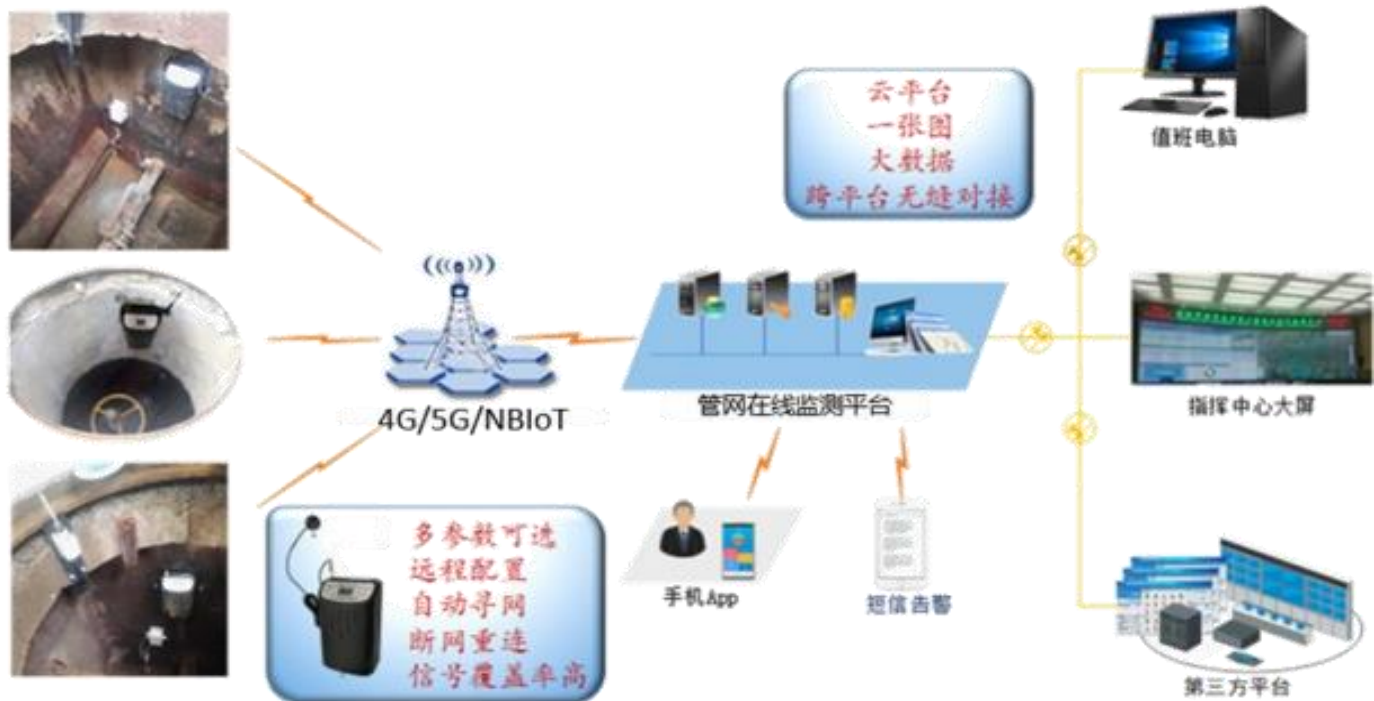 云平台
一张图
大数据
跨平台无缝对接
值班电脑
4G/5G/NBIoT
管网在线监测平台
指挥中心大屏
多参数可选
远程配置
自动寻网
断网重连
信号覆盖率高
手机App
短信告警
第三方平台